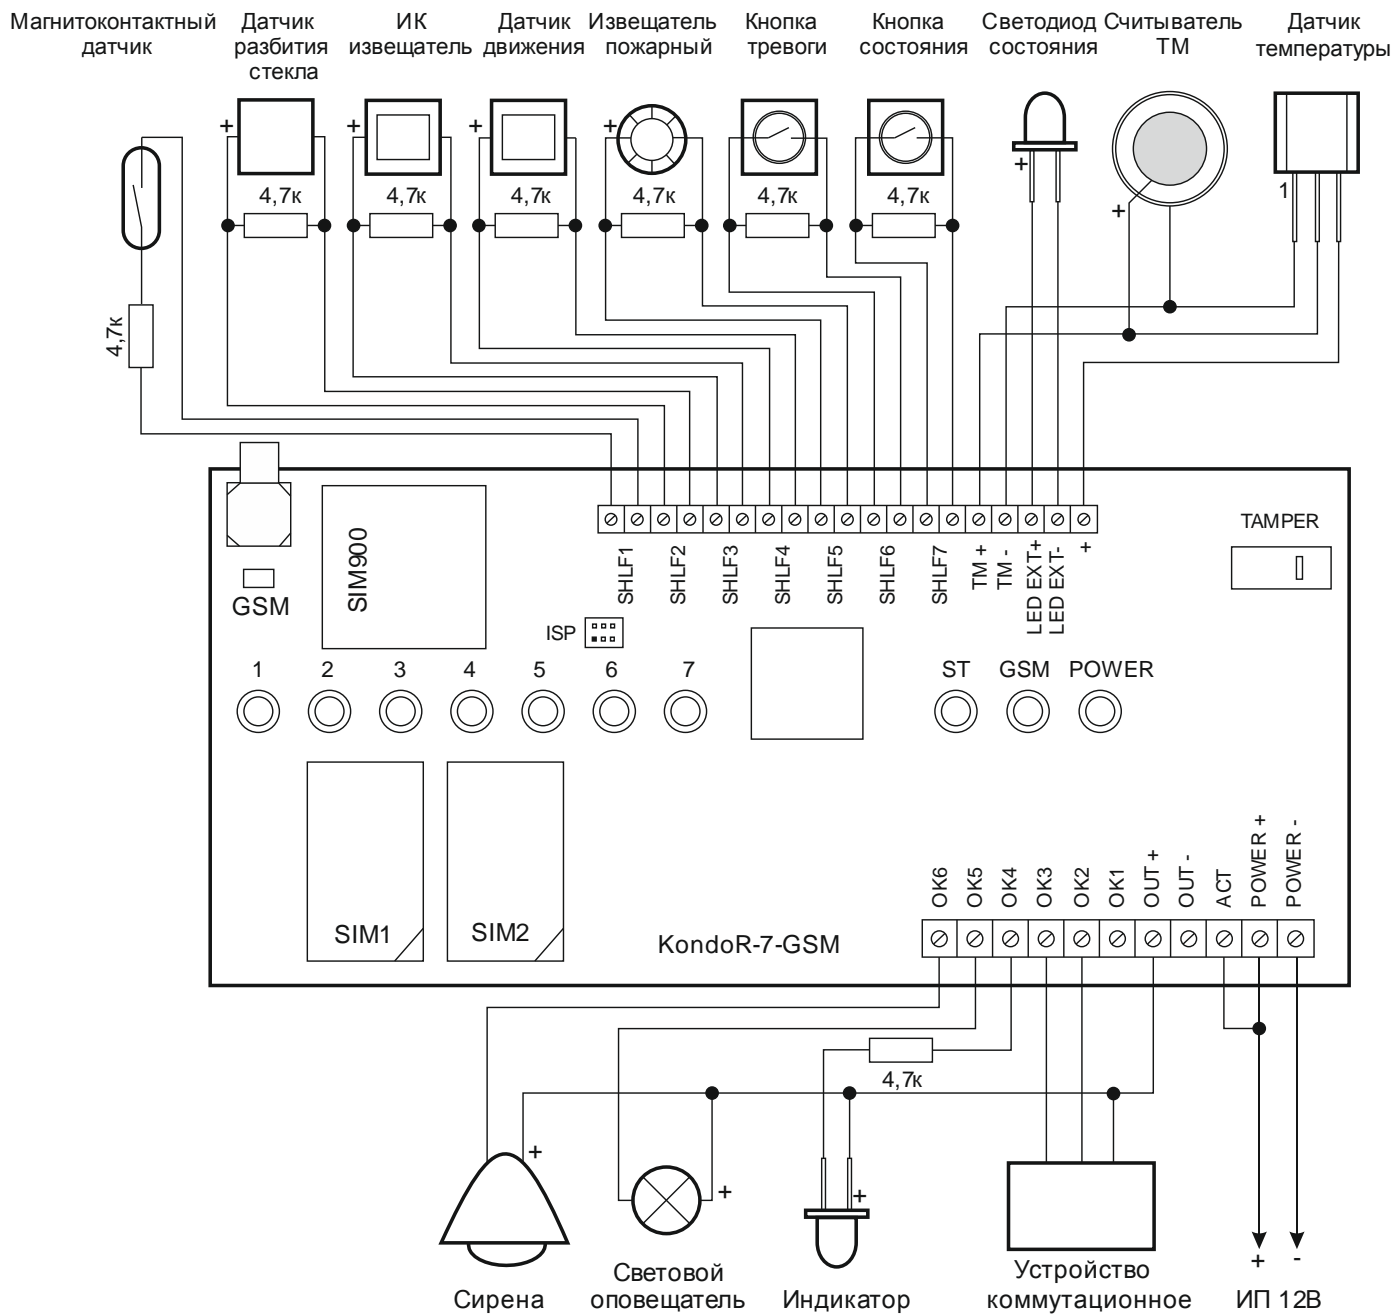 Магнитоконтактный
датчик
Датчик
разбития
стекла
ИК
извещатель
Датчик
движения
Извещатель
пожарный
Кнопка
тревоги
Кнопка
состояния
Светодиод
состояния
Считыватель
ТМ
Датчик
температуры
+
+
+
+
+
+
1
4,7к
4,7к
4,7к
4,7к
4,7к
4,7к
4,7к
SHLF1
SHLF2
SHLF3
SHLF4
SHLF5
SHLF6
SHLF7
TM +
TM -
LED EXT+
LED EXT-
+
TAMPER
SIM900
GSM
ISP
1
2
3
4
5
6
7
ST
GSM
POWER
SIM1
SIM2
KondoR-7-GSM
OK6
OK5
OK4
OK3
OK2
OK1
OUT +
OUT -
ACT
POWER +
POWER -
4,7к
+
+
+
+
-
Сирена
Световой
оповещатель
Индикатор
Устройство
коммутационное
ИП 12В